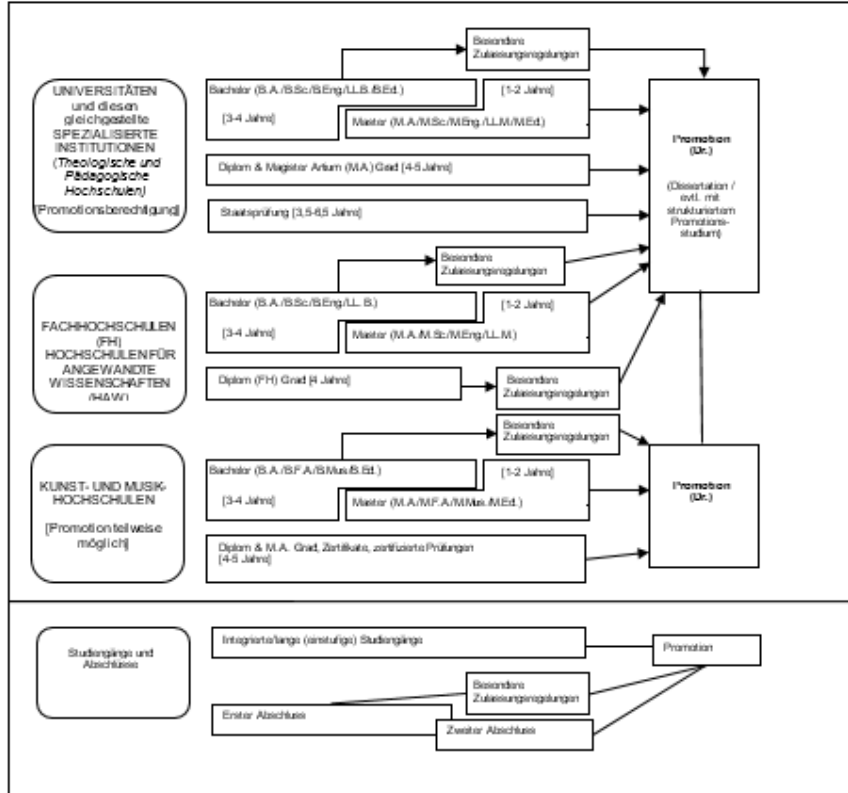 Besondere
Zulassungsregelungen
UNIVERSITÄTEN
und diesen
gleichgestellte
SPEZIALISIERTE
INSTITUTIONEN
(Theologische und
Pädagogische
Hochschulen)
[Promotionsberechtigung]
Bachelor (B.A./B.Sc./B.Eng./LL.B./B.Ed.)
[3-4 Jahre]
[1-2 Jahre]
Master (M.A./M.Sc./M.Eng./LL.M./M.Ed.)
Diplom & Magister Artium (M.A.) Grad [4-5 Jahre]
Staatsprüfung [3,5-6,5 Jahre]
Promotion
(Dr.)
(Dissertation /
evtl. mit
strukturiertem
Promotions-
studium)
Besondere
Zulassungsregelungen
FACHHOCHSCHULEN
(FH)
HOCHSCHULEN FÜR
ANGEWANDTE
WISSENSCHAFTEN
(HAW)
Bachelor (B.A./B.Sc./B.Eng./LL. B.)
[3-4 Jahre]
[1-2 Jahre]
Master (M.A./M.Sc./M.Eng./LL.M.)
Diplom (FH) Grad [4 Jahre]
Besondere
Zulassungsregelungen
Besondere
Zulassungsregelungen
KUNST- UND MUSIK-
HOCHSCHULEN
[Promotion teilweise
möglich]
Bachelor (B.A./B.F.A./B.Mus./B.Ed.)
[3-4 Jahre]
[1-2 Jahre]
Master (M.A./M.F.A./M.Mus./M.Ed.)
Diplom & M.A. Grad, Zertifikate, zertifizierte Prüfungen
[4-5 Jahre]
Promotion
(Dr.)
Studiengänge und
Abschlüsse
Integrierte/lange (einstufige) Studiengänge
Promotion
Besondere
Zulassungsregelungen
Erster Abschluss
Zweiter Abschluss